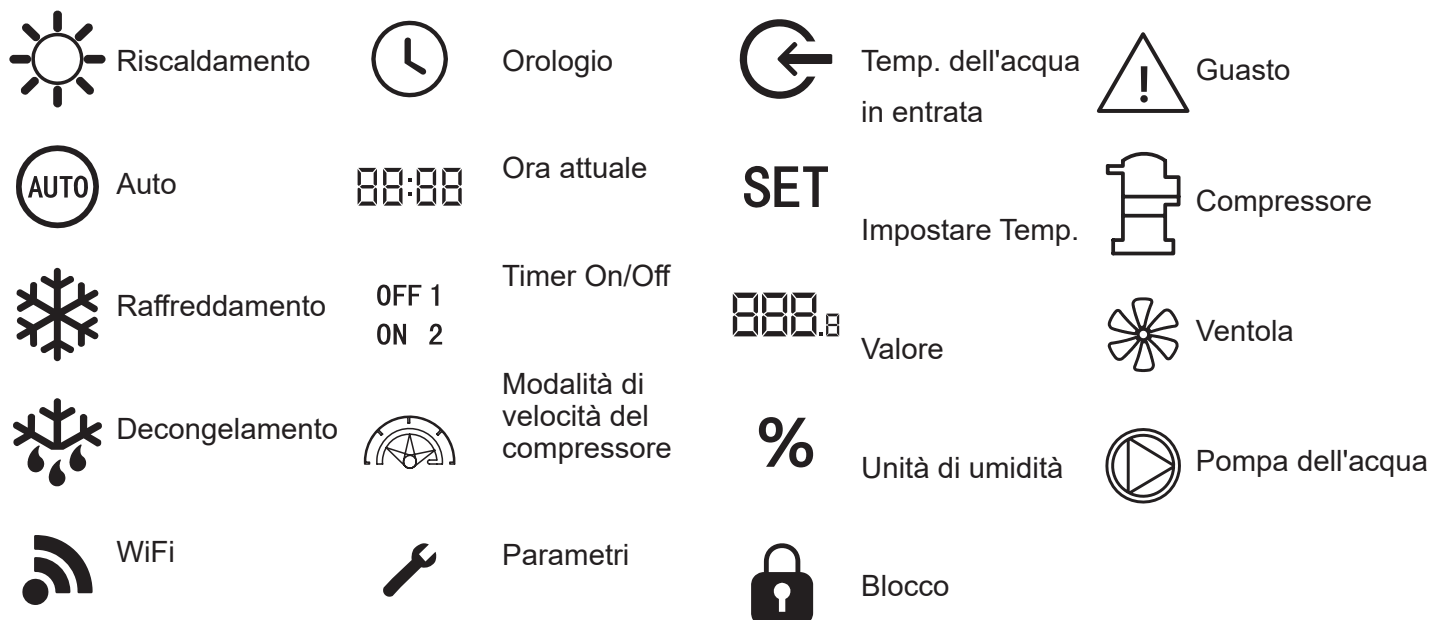 Riscaldamento
Orologio
Temp. dell'acqua
in entrata
Guasto
!
AUTO
Auto
88:88
Ora attuale
SET
Impostare Temp.
Compressore
Raffreddamento
OFF 1
ON 2
Timer On/Off
888.8
Valore
Ventola
Decongelamento
Modalità di
velocità del
compressore
%
Unità di umidità
Pompa dell'acqua
WiFi
Parametri
Blocco